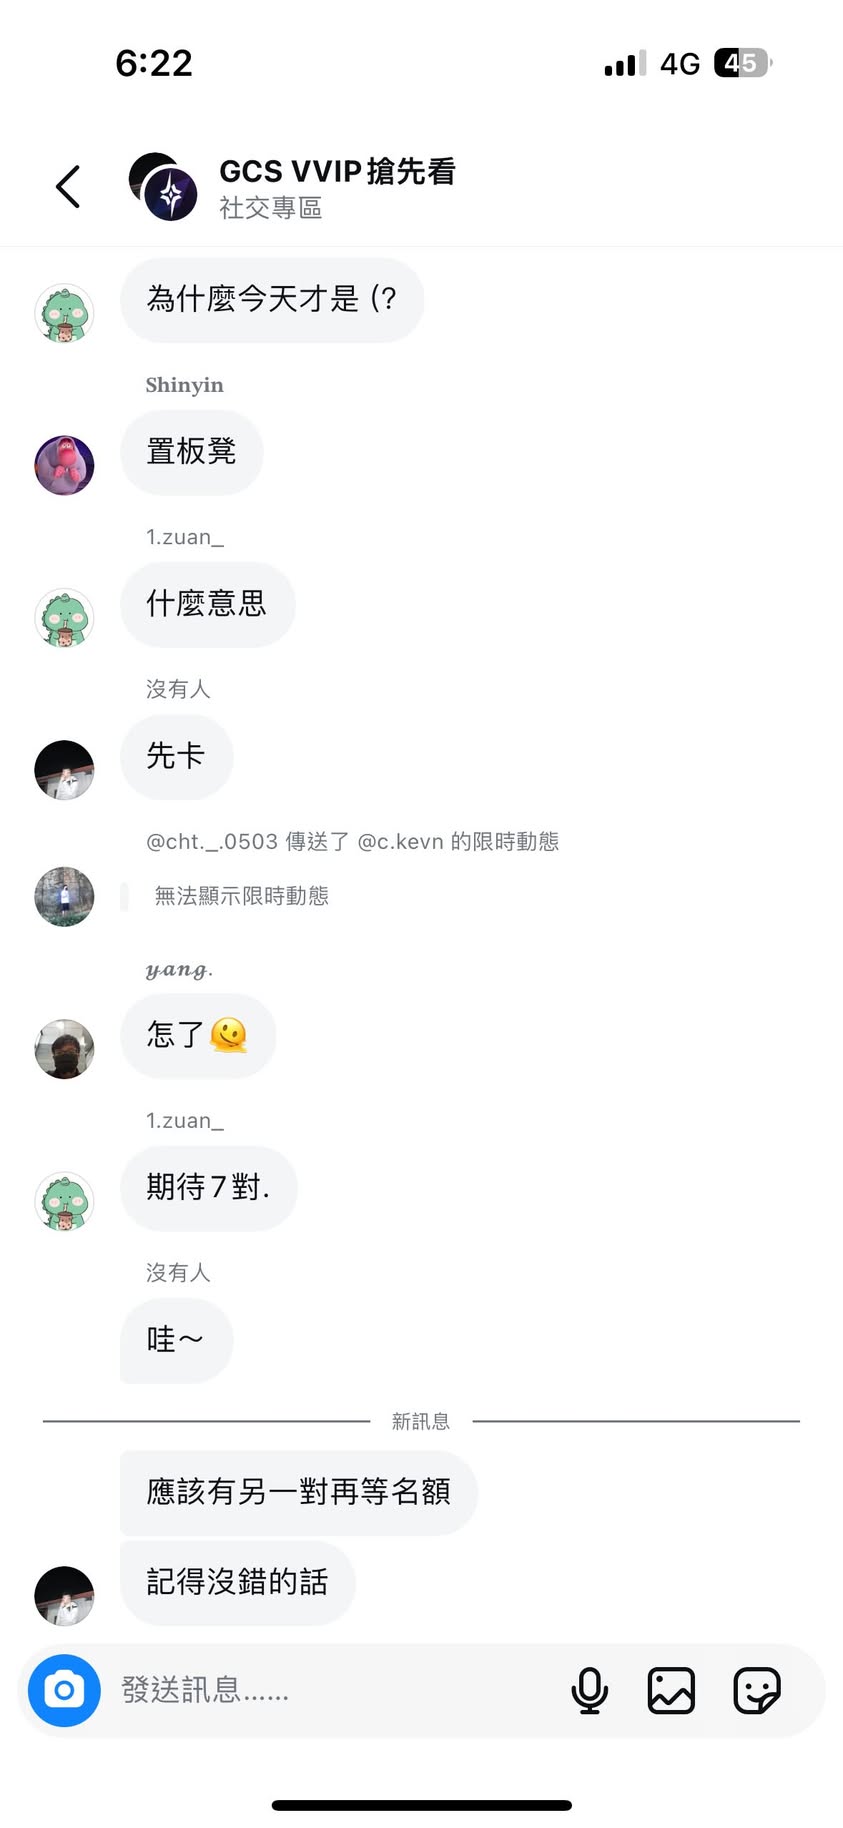 6:22
4G 45
GCS VVIP搶先看
社交專區
為什麼今天才是 (?
Shinyin
置板凳
1.zuan_
什麼意思
沒有人
先卡
@cht._.0503 傳送了 @c.kevn 的限時動態
無法顯示限時動態
𝔂𝓪𝓷𝓰.
怎了🫠
1.zuan_
期待7對.
沒有人
哇～
新訊息
應該有另一對再等名額
記得沒錯的話
發送訊息......